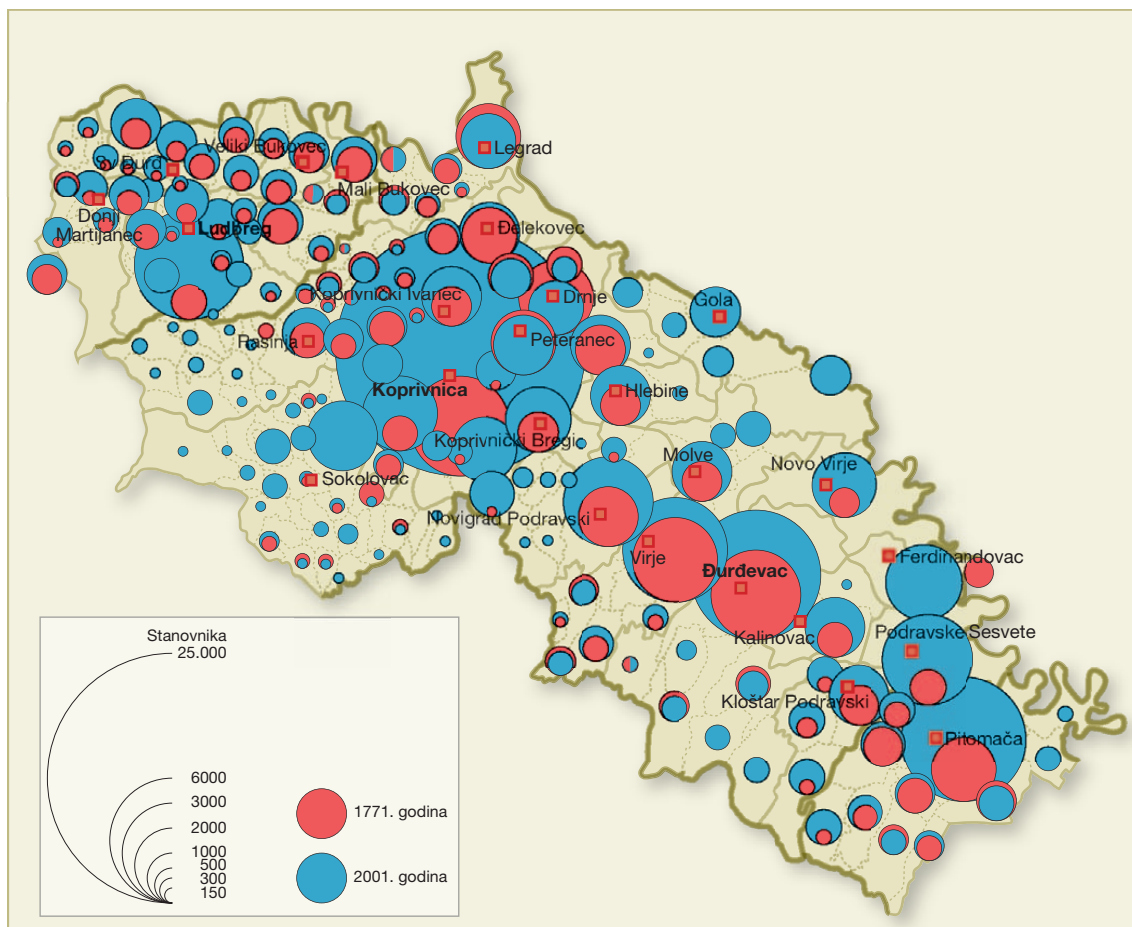 Legrad
Veliki Bukovec
Sv Đurđ
Mali Bukovec
Donji
Martijanec
Ludbreg
Đelekovec
Koprivnički Ivanec
Drnje
Gola
Rasinja
Peteranec
Koprivnica
Hlebine
Koprivnički Bregi
Molve
Novo Virje
Sokolovac
Novigrad Podravski
Virje
Đurđevac
Ferdinandovac
Kalinovac
Podravske Sesvete
Kloštar Podravski
Pitomača
Stanovnika
25.000
6000
3000
2000
1000
500
300
150
1771. godina
2001. godina